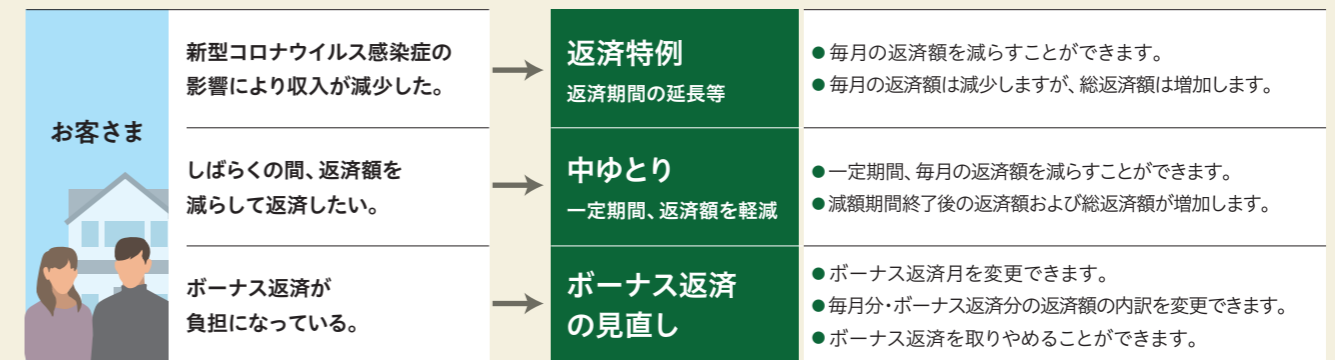 お客さま
新型コロナウイルス感染症の
影響により収入が減少した。
返済特例
返済期間の延長等
●毎月の返済額を減らすことができます。
●毎月の返済額は減少しますが、総返済額は増加します。
しばらくの間、返済額を
減らして返済したい。
中ゆとり
一定期間、返済額を軽減
●一定期間、毎月の返済額を減らすことができます。
●減額期間終了後の返済額および総返済額が増加します。
ボーナス返済が
負担になっている。
ボーナス返済
の見直し
●ボーナス返済月を変更できます。
●毎月分・ボーナス返済分の返済額の内訳を変更できます。
●ボーナス返済を取りやめることができます。